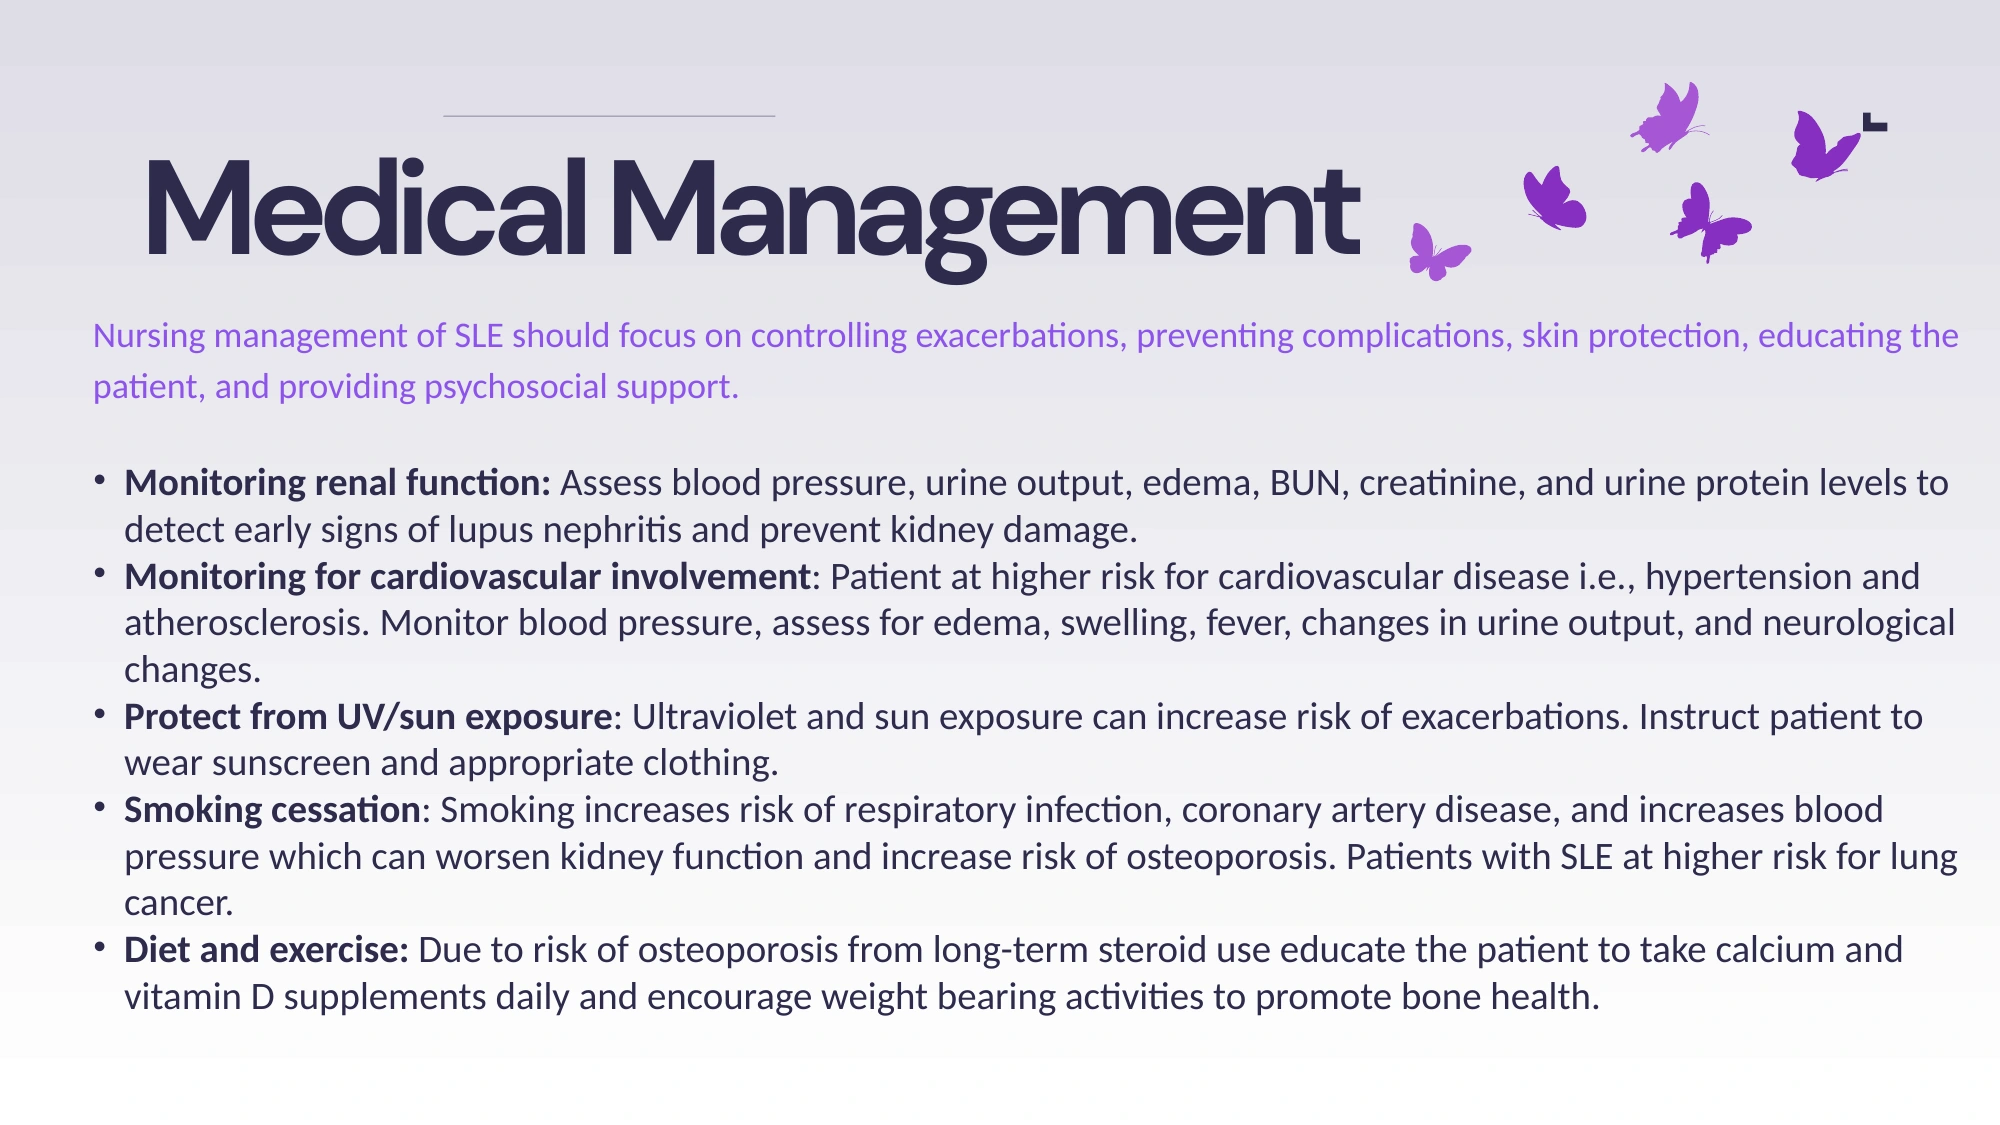 Medical Management
Nursing management of SLE should focus on controlling exacerbations, preventing complications, skin protection, educating the
patient, and providing psychosocial support.
• Monitoring renal function: Assess blood pressure, urine output, edema, BUN, creatinine, and urine protein levels to
detect early signs of lupus nephritis and prevent kidney damage.
• Monitoring for cardiovascular involvement: Patient at higher risk for cardiovascular disease i.e., hypertension and
atherosclerosis. Monitor blood pressure, assess for edema, swelling, fever, changes in urine output, and neurological
changes.
• Protect from UV/sun exposure: Ultraviolet and sun exposure can increase risk of exacerbations. Instruct patient to
wear sunscreen and appropriate clothing.
• Smoking cessation: Smoking increases risk of respiratory infection, coronary artery disease, and increases blood
pressure which can worsen kidney function and increase risk of osteoporosis. Patients with SLE at higher risk for lung
cancer.
• Diet and exercise: Due to risk of osteoporosis from long-term steroid use educate the patient to take calcium and
vitamin D supplements daily and encourage weight bearing activities to promote bone health.